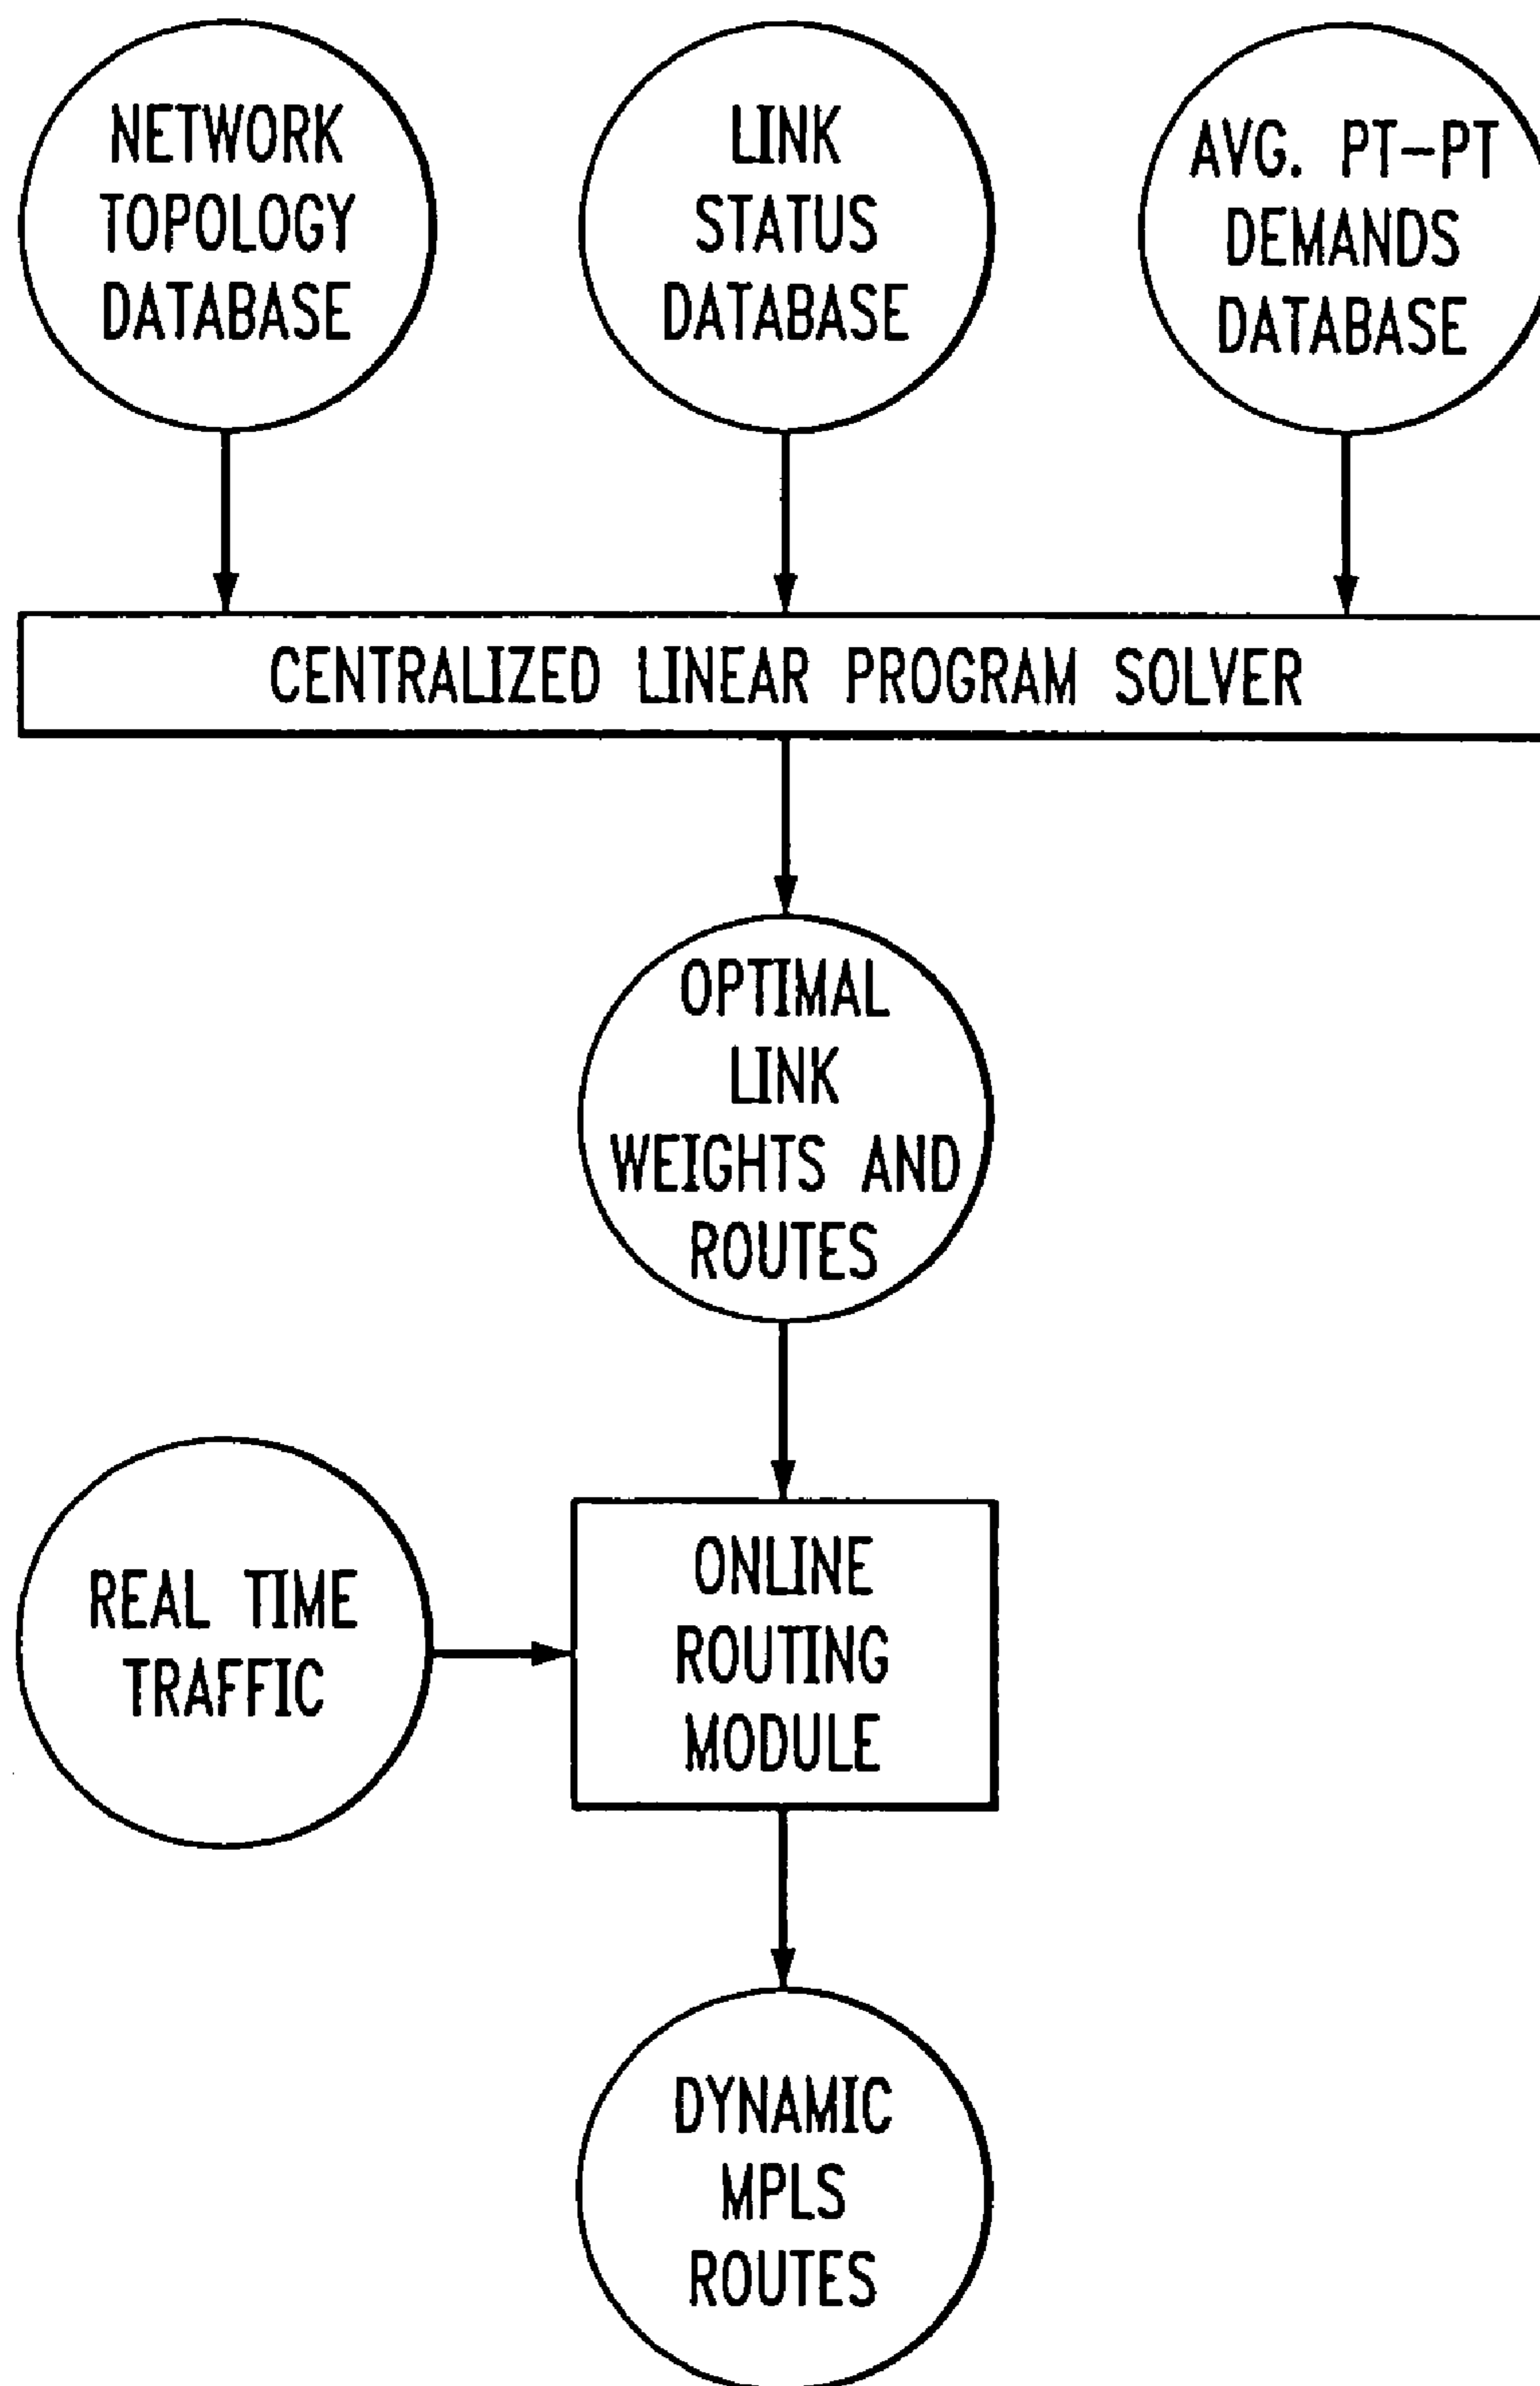 NETWORK
TOPOLOGY
DATABASE
LINK
STATUS
DATABASE
AVG. PT-PT
DEMANDS
DATABASE
CENTRALIZED LINEAR PROGRAM SOLVER
OPTIMAL
LINK
WEIGHTS AND
ROUTES
REAL TIME
TRAFFIC
ONLINE
ROUTING
MODULE
DYNAMIC
MPLS
ROUTES